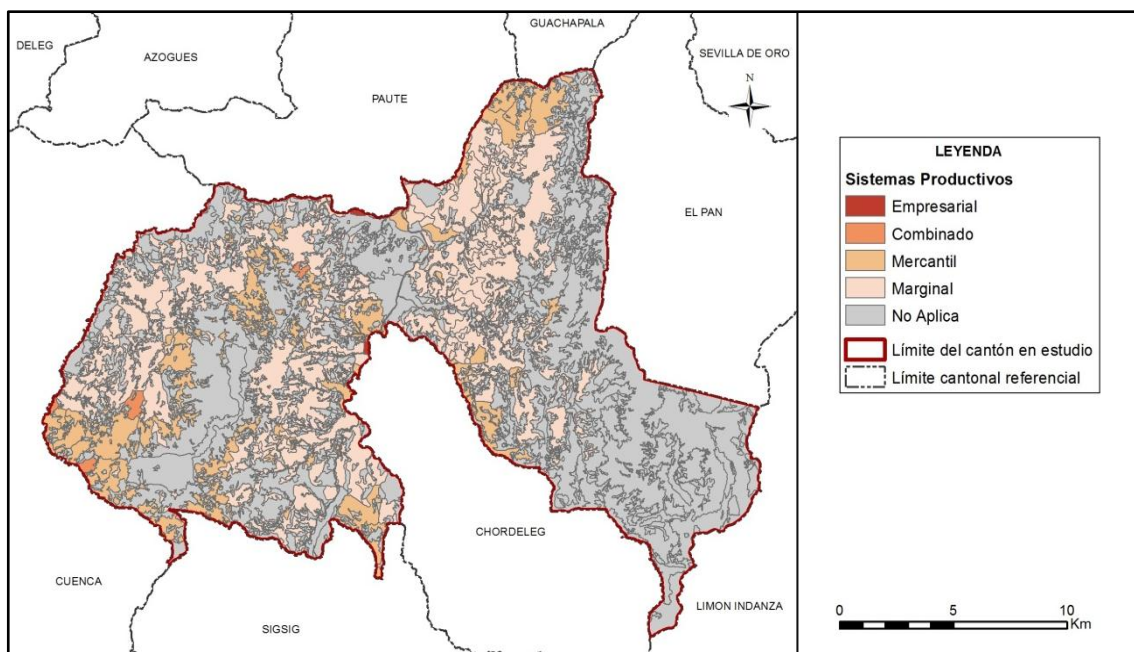 GUACHAPALA
DELEG
AZOGUES
SEVILLA DE ORO
N
PAUTE
EL PAN
CHORDELEG
CUENCA
LIMON INDANZA
SIGSIG
LEYENDA
Sistemas Productivos
Empresarial
Combinado
Mercantil
Marginal
No Aplica
Límite del cantón en estudio
Límite cantonal referencial
0 5 10
Km